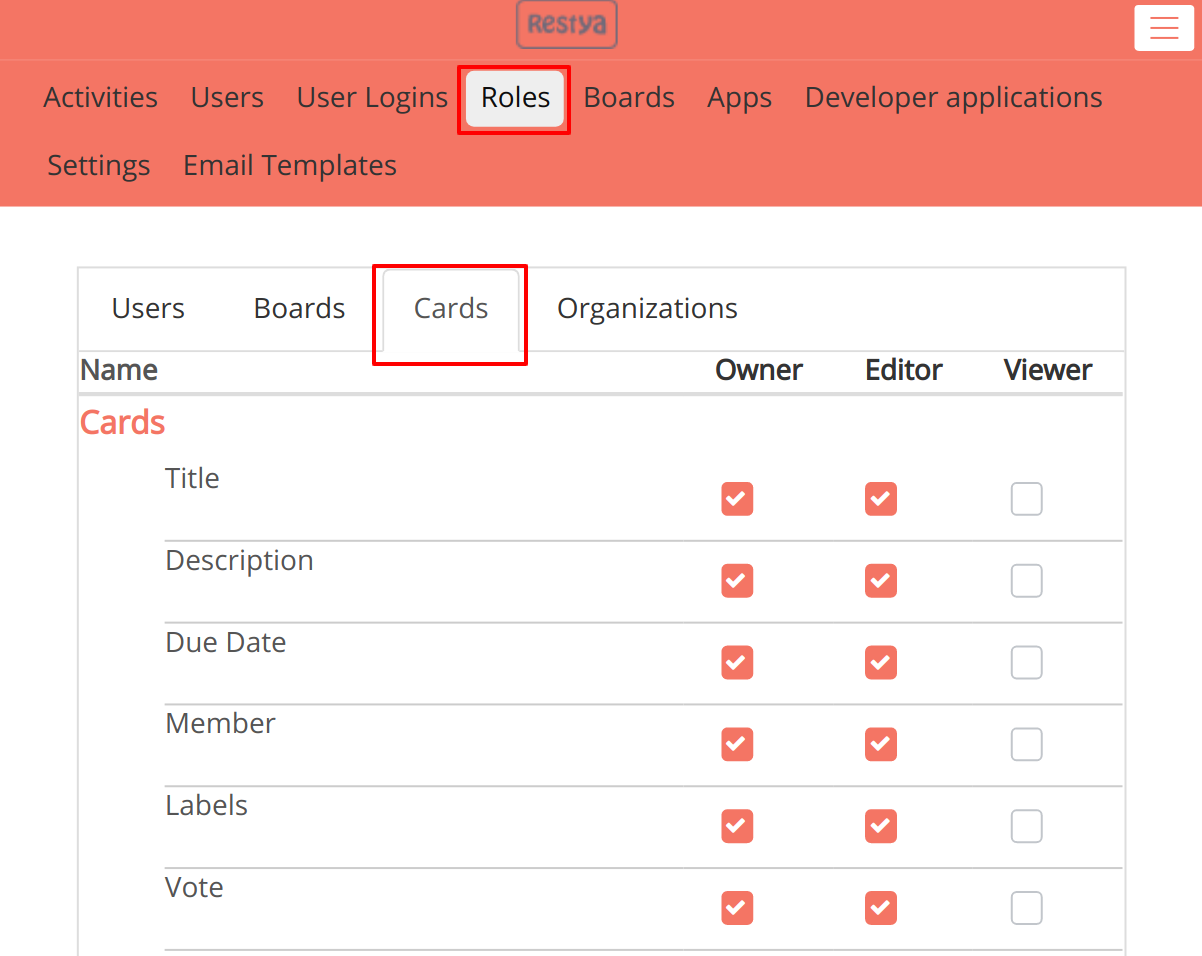 Restya
Activities Users User Logins Roles Boards Apps Developer applications
Settings Email Templates
Users Boards Cards Organizations
Name Owner Editor Viewer
Cards
Title
Description
Due Date
Member
Labels
Vote